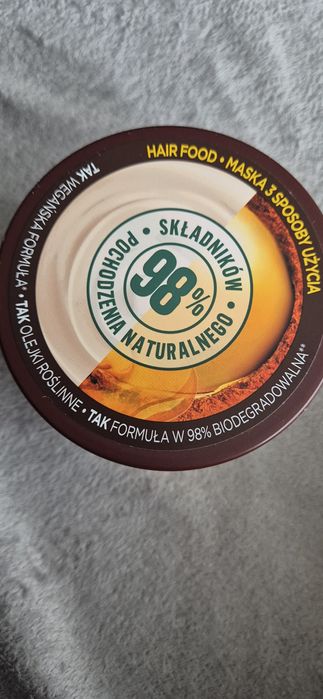 HAIR FOOD • MASKA 3 SPOSOBY UŻYCIA
TAK WEGAŃSKA FORMUŁA* • TAK OLEJKI ROŚLINNE • TAK FORMUŁA W 98% BIODEGRADOWALNA**
98%
SKŁADNIKÓW •
POCHODZENIA NATURALNEGO •